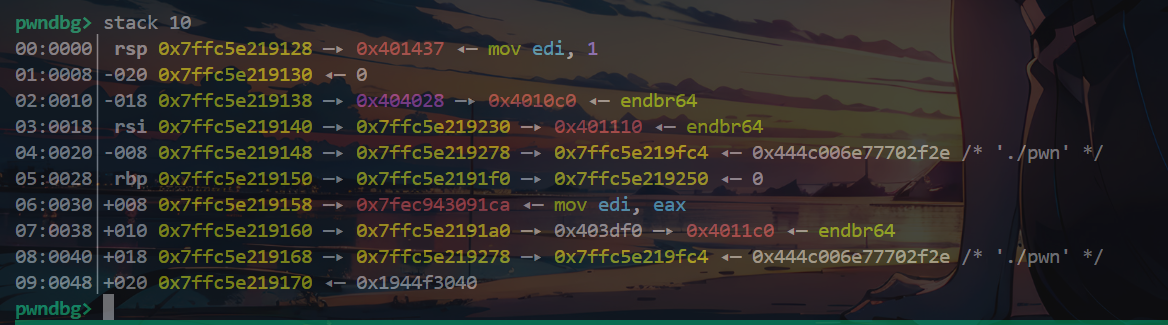 pwndbg> stack 10
00:0000│  rsp 0x7ffc5e219128 —▸ 0x401437 ◂— mov edi, 1
01:0008│ -020 0x7ffc5e219130 ◂— 0
02:0010│ -018 0x7ffc5e219138 —▸ 0x404028 —▸ 0x4010c0 ◂— endbr64
03:0018│  rsi 0x7ffc5e219140 —▸ 0x7ffc5e219230 —▸ 0x401110 ◂— endbr64
04:0020│ -008 0x7ffc5e219148 —▸ 0x7ffc5e219278 —▸ 0x7ffc5e219fc4 ◂— 0x444c006e77702f2e /* './pwn' */
05:0028│  rbp 0x7ffc5e219150 —▸ 0x7ffc5e2191f0 —▸ 0x7ffc5e219250 ◂— 0
06:0030│ +008 0x7ffc5e219158 —▸ 0x7fec943091ca ◂— mov edi, eax
07:0038│ +010 0x7ffc5e219160 —▸ 0x7ffc5e2191a0 —▸ 0x403df0 —▸ 0x4011c0 ◂— endbr64
08:0040│ +018 0x7ffc5e219168 —▸ 0x7ffc5e219278 —▸ 0x7ffc5e219fc4 ◂— 0x444c006e77702f2e /* './pwn' */
09:0048│ +020 0x7ffc5e219170 ◂— 0x1944f3040
pwndbg>